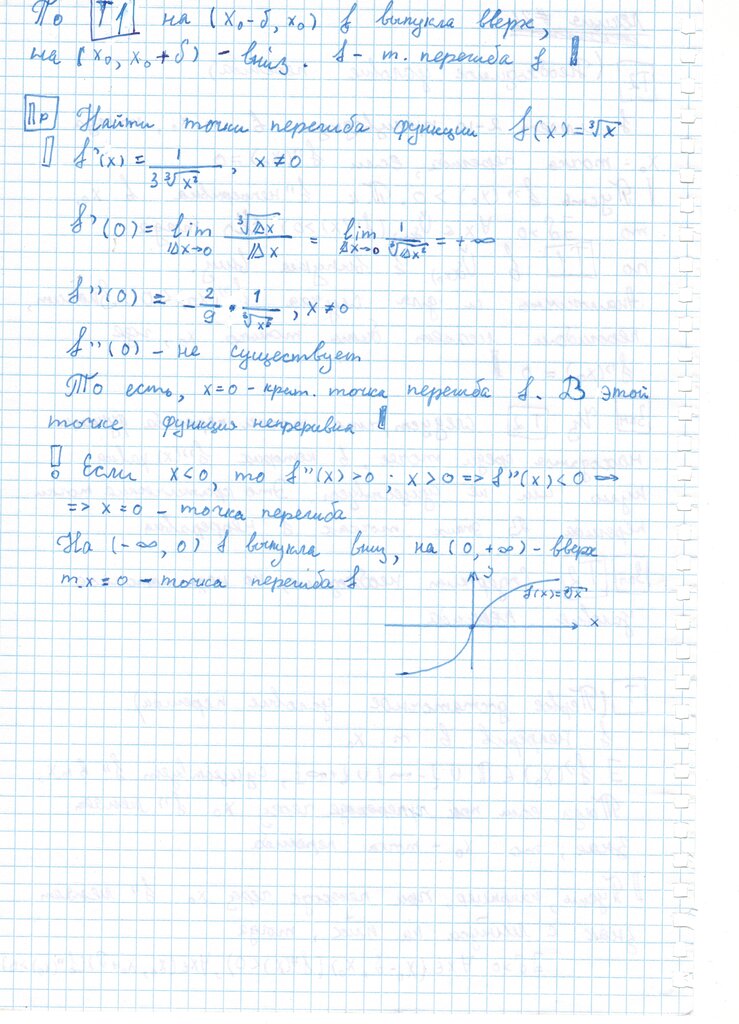 По Т1 на (x₀-δ, x₀) f выпукла вверх,
на (x₀, x₀+δ) - вниз. f - т. перегиба f
Пр Найти точки перегиба функции f(x) = ∛x
f'(x) = 1/(3∛x²), x ≠ 0
f'(0) = lim Δx→0 ∛Δx/Δx = lim Δx→0 1/∛Δx² = +∞
f''(0) = -2/9 · 1/∛x⁵, x ≠ 0
f''(0) - не существует
То есть, x=0 - крит. точка перегиба f. В этой
точке функция непреривна
Если x<0, то f''(x)>0; x>0 => f''(x)<0 =>
=> x=0 - точка перегиба
На (-∞, 0) f выпукла вниз, на (0, +∞) - вверх
т. x=0 - точка перегиба f
y
f(x)=∛x
x